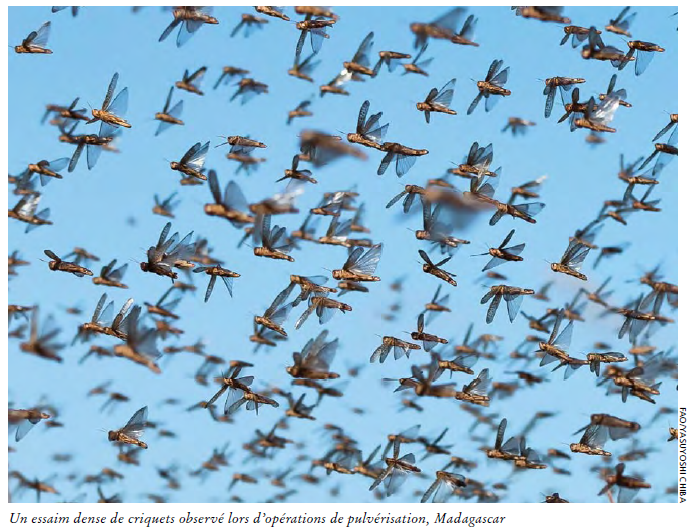 FAO/YASUYOSHI CHIBA
Un essaim dense de criquets observé lors d'opérations de pulvérisation, Madagascar